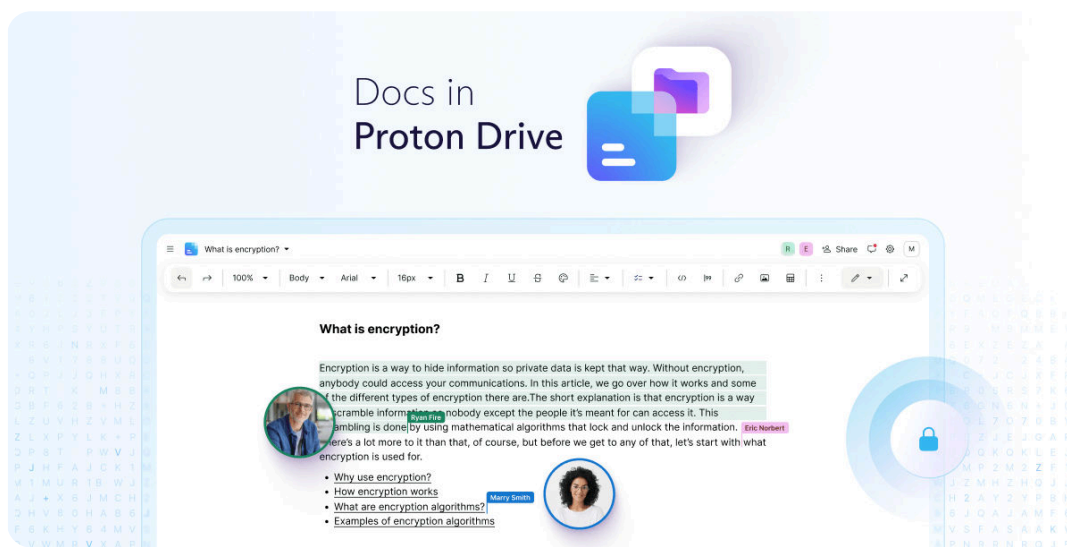 Docs in
Proton Drive
What is encryption?
R E Share M
100% Body Arial 16px B I U S
What is encryption?
Encryption is a way to hide information so private data is kept that way. Without encryption,
anybody could access your communications. In this article, we go over how it works and some
of the different types of encryption there are.The short explanation is that encryption is a way
scramble information so nobody except the people it's meant for can access it. This
Ryan Fire
ambling is done by using mathematical algorithms that lock and unlock the information.
Eric Norbert
here's a lot more to it than that, of course, but before we get to any of that, let's start with what
encryption is used for.
• Why use encryption?
• How encryption works
Marry Smith
• What are encryption algorithms?
• Examples of encryption algorithms